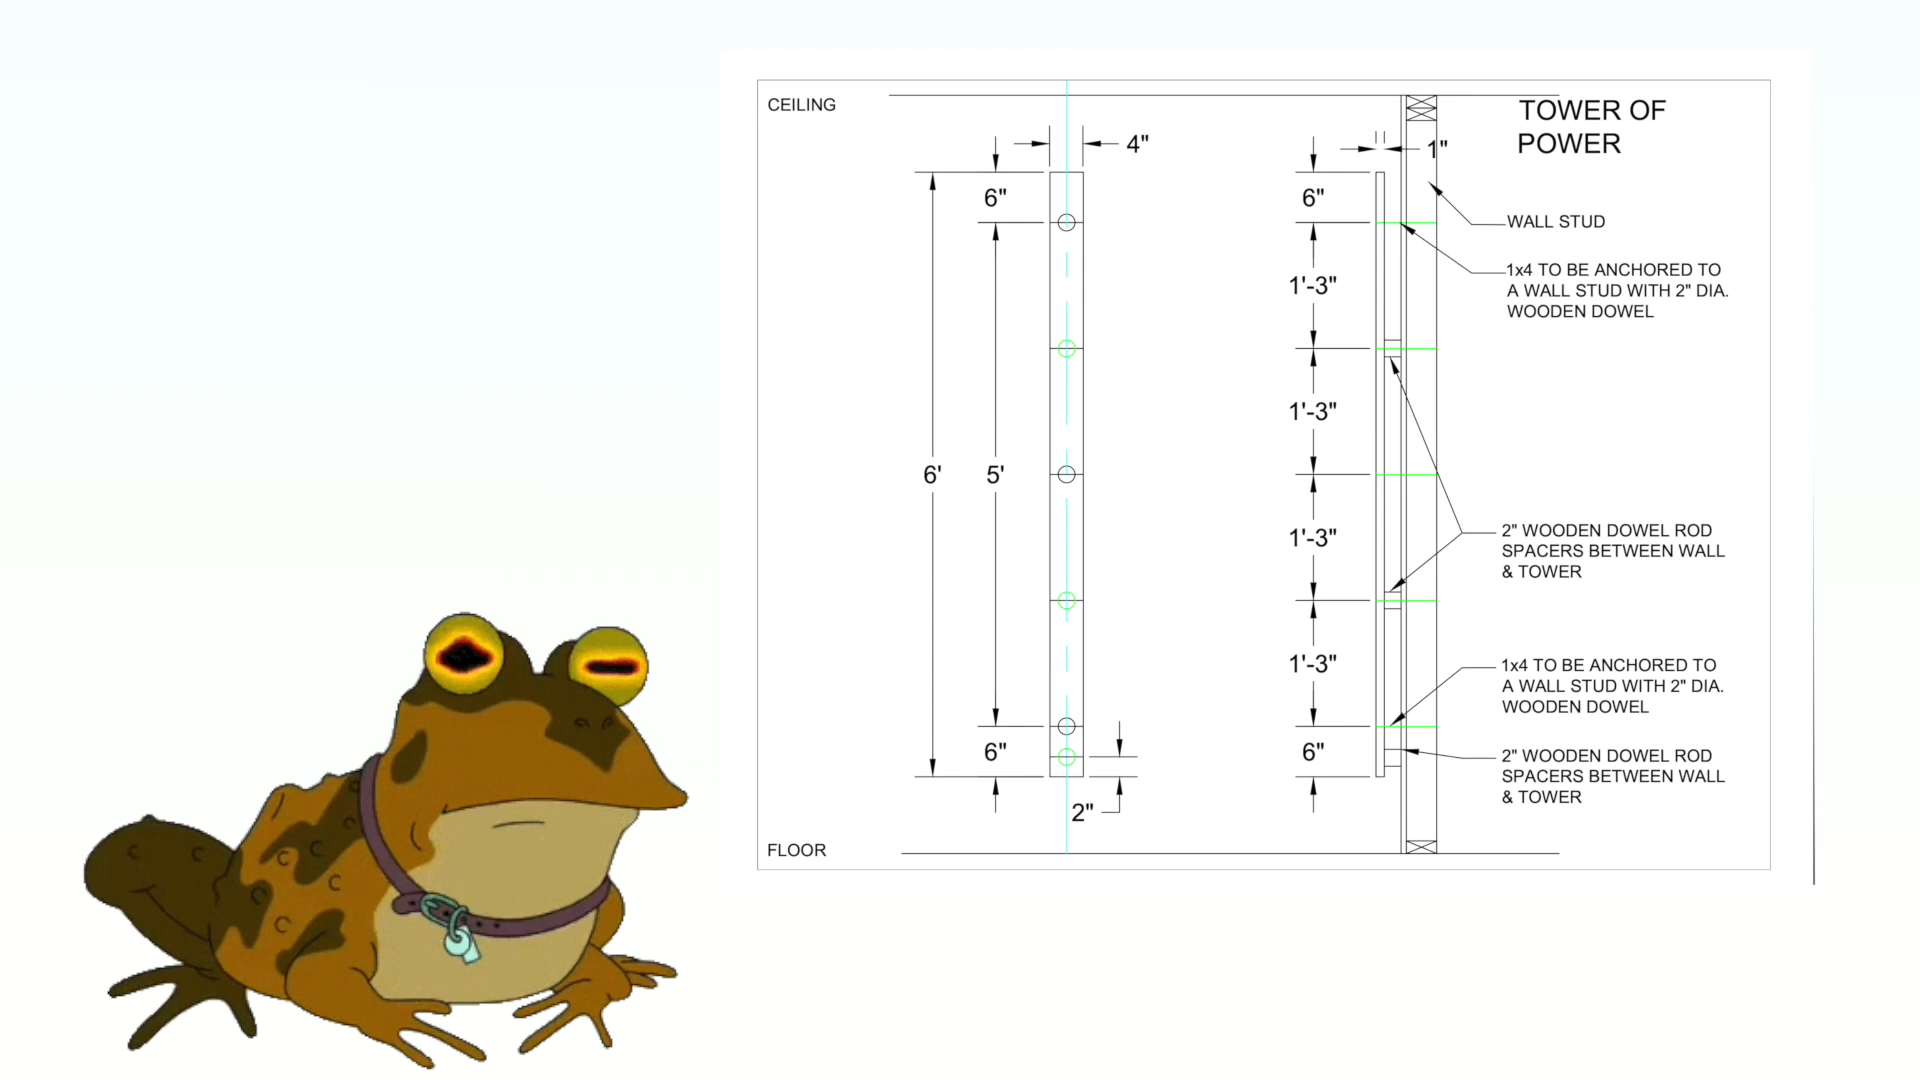 CEILING
TOWER OF
POWER
4"
1"
6"
6"
WALL STUD
1x4 TO BE ANCHORED TO
A WALL STUD WITH 2" DIA.
WOODEN DOWEL
1'-3"
1'-3"
6'
5'
1'-3"
2" WOODEN DOWEL ROD
SPACERS BETWEEN WALL
& TOWER
1'-3"
1x4 TO BE ANCHORED TO
A WALL STUD WITH 2" DIA.
WOODEN DOWEL
6"
6"
2" WOODEN DOWEL ROD
SPACERS BETWEEN WALL
& TOWER
2"
FLOOR